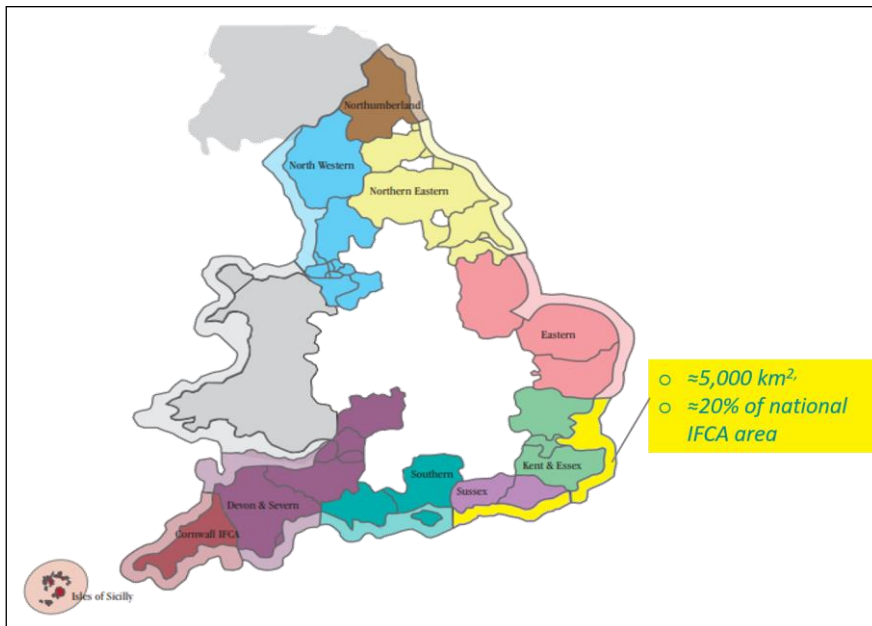 Northumberland
North Western
Northern Eastern
Eastern
○ ≈5,000 km²,
○ ≈20% of national
IFCA area
Kent & Essex
Southern
Sussex
Devon & Severn
Cornwall IFCA
Isles of Sicilly